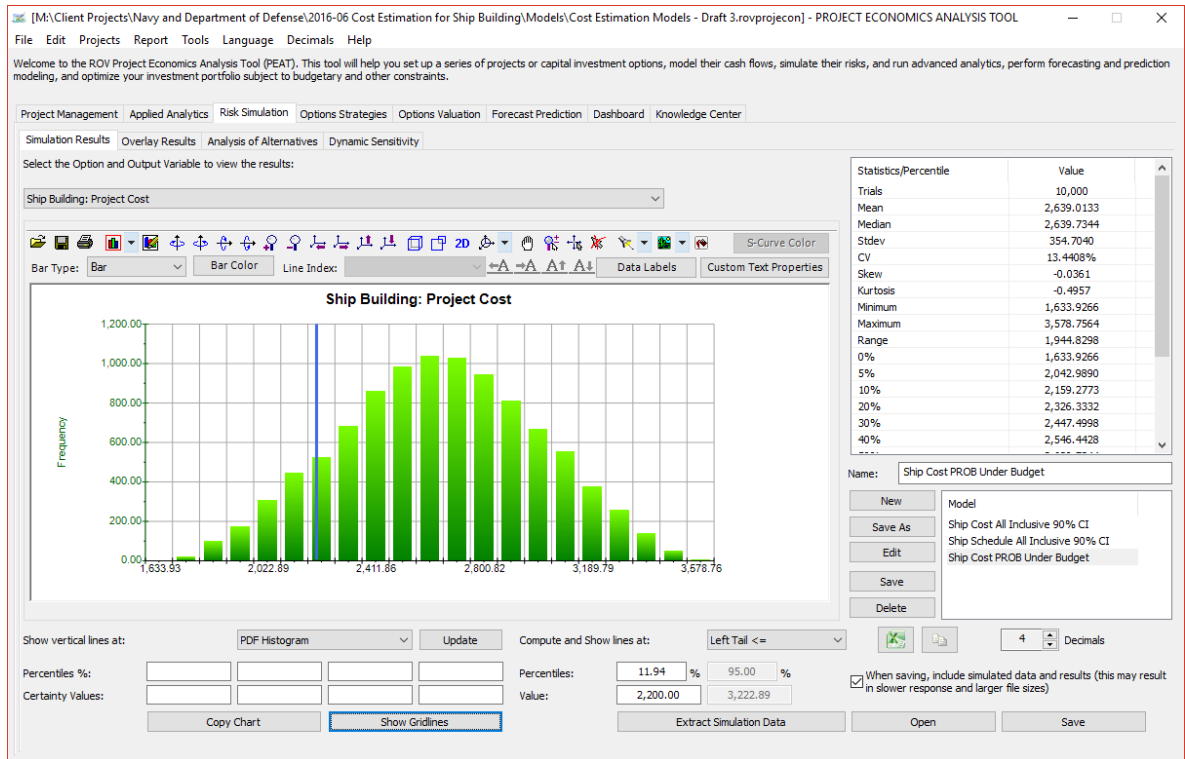 [M:\Client Projects\Navy and Department of Defense\2016-06 Cost Estimation for Ship Building\Models\Cost Estimation Models - Draft 3.rovprojecon] - PROJECT ECONOMICS ANALYSIS TOOL
File Edit Projects Report Tools Language Decimals Help
Welcome to the ROV Project Economics Analysis Tool (PEAT). This tool will help you set up a series of projects or capital investment options, model their cash flows, simulate their risks, and run advanced analytics, perform forecasting and prediction
modeling, and optimize your investment portfolio subject to budgetary and other constraints.
Project Management Applied Analytics Risk Simulation Options Strategies Options Valuation Forecast Prediction Dashboard Knowledge Center
Simulation Results Overlay Results Analysis of Alternatives Dynamic Sensitivity
Select the Option and Output Variable to view the results:
Ship Building: Project Cost
2D S-Curve Color
Bar Type: Bar Bar Color Line Index: A A A A Data Labels Custom Text Properties
Ship Building: Project Cost
Frequency
1,200.00
1,000.00
800.00
600.00
400.00
200.00
0.00
1,633.93 2,022.89 2,411.86 2,800.82 3,189.79 3,578.76
Statistics/Percentile Value
Trials 10,000
Mean 2,639.0133
Median 2,639.7344
Stdev 354.7040
CV 13.4408%
Skew -0.0361
Kurtosis -0.4957
Minimum 1,633.9266
Maximum 3,578.7564
Range 1,944.8298
0% 1,633.9266
5% 2,042.9890
10% 2,159.2773
20% 2,326.3332
30% 2,447.4998
40% 2,546.4428
Name: Ship Cost PROB Under Budget
New
Save As
Edit
Save
Delete
Model
Ship Cost All Inclusive 90% CI
Ship Schedule All Inclusive 90% CI
Ship Cost PROB Under Budget
Show vertical lines at: PDF Histogram Update Compute and Show lines at: Left Tail <= 4 Decimals
Percentiles %: Percentiles: 11.94 % 95.00 %
Certainty Values: Value: 2,200.00 3,222.89
When saving, include simulated data and results (this may result
in slower response and larger file sizes)
Copy Chart Show Gridlines Extract Simulation Data Open Save